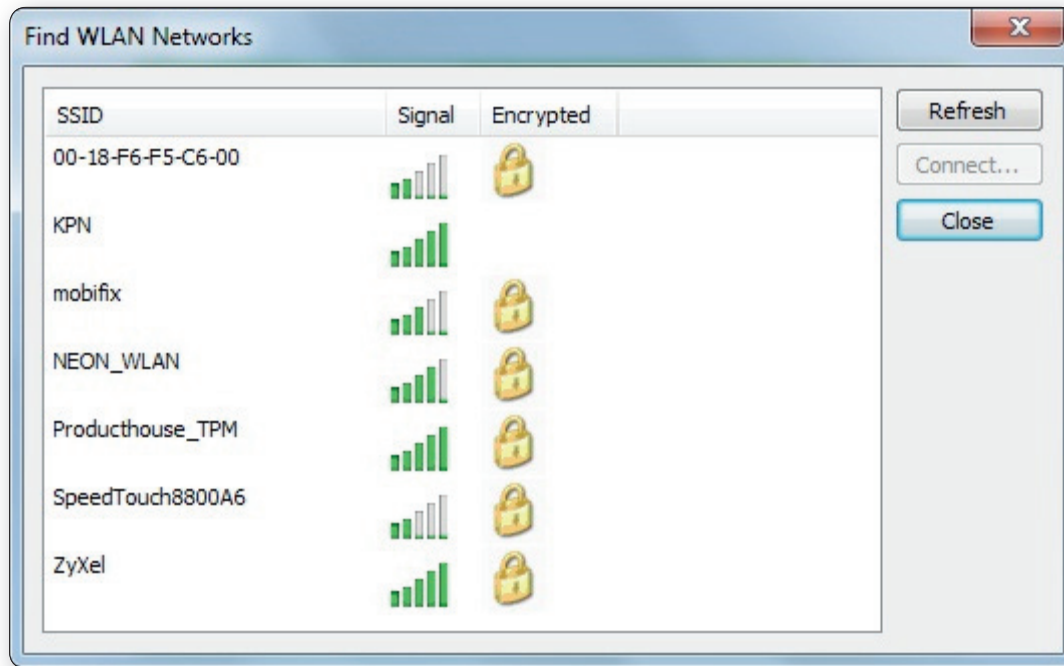 Find WLAN Networks
SSID Signal Encrypted
Refresh
00-18-F6-F5-C6-00
Connect...
KPN
Close
mobifix
NEON_WLAN
Producthouse_TPM
SpeedTouch8800A6
ZyXel